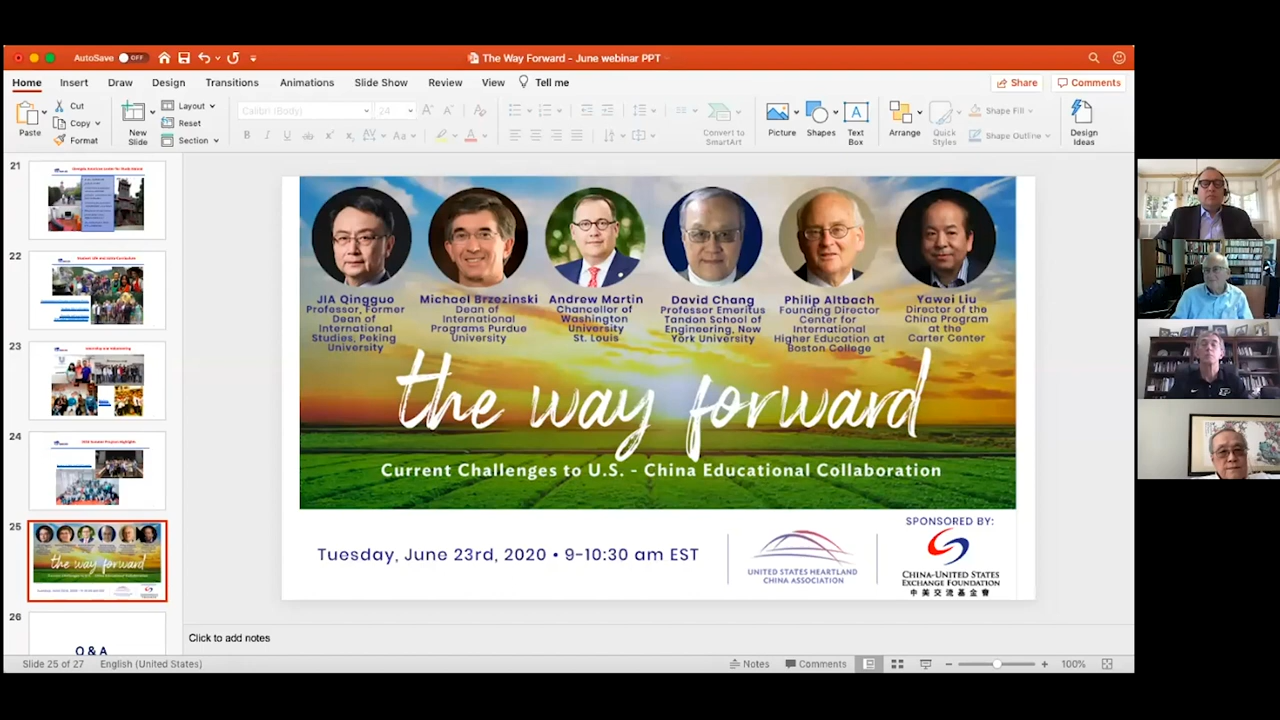 AutoSave OFF
The Way Forward - June webinar PPT
Home Insert Draw Design Transitions Animations Slide Show Review View Tell me
Share Comments
Paste
Cut
Copy
Format
New
Slide
Layout
Reset
Section
Calibri (Body) 24
Convert to
SmartArt
Picture
Shapes
Text
Box
Arrange
Quick
Styles
Shape Fill
Shape Outline
Design
Ideas
21
22
23
24
25
26
Q & A
JIA Qingguo
Professor, Former
Dean of
International
Studies, Peking
University
Michael Brzezinski
Dean of
International
Programs Purdue
University
Andrew Martin
Chancellor of
Washington
University
St. Louis
David Chang
Professor Emeritus
Tandon School of
Engineering, New
York University
Philip Altbach
Founding Director
Center for
International
Higher Education at
Boston College
Yawei Liu
Director of the
China Program
at the
Carter Center
the way forward
Current Challenges to U.S. - China Educational Collaboration
Tuesday, June 23rd, 2020 • 9-10:30 am EST
UNITED STATES HEARTLAND
CHINA ASSOCIATION
SPONSORED BY:
CHINA-UNITED STATES
EXCHANGE FOUNDATION
中美交流基金會
Click to add notes
Slide 25 of 27 English (United States)
Notes Comments 100%